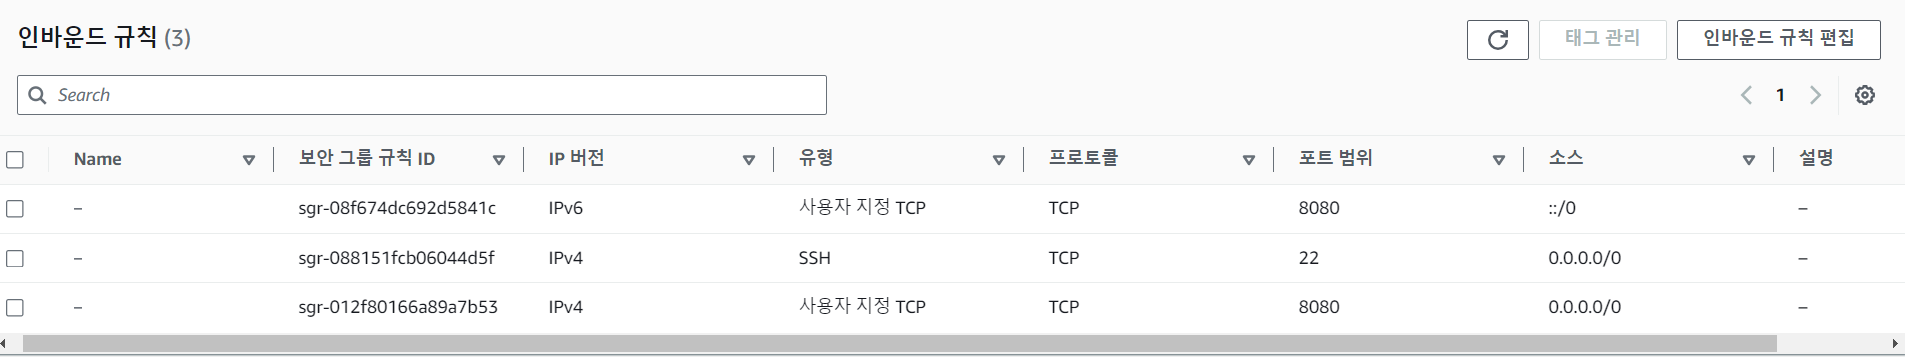 인바운드 규칙 (3)
태그 관리
인바운드 규칙 편집
Search
1
Name 보안 그룹 규칙 ID IP 버전 유형 프로토콜 포트 범위 소스 설명
– sgr-08f674dc692d5841c IPv6 사용자 지정 TCP TCP 8080 ::/0 –
– sgr-088151fcb06044d5f IPv4 SSH TCP 22 0.0.0.0/0 –
– sgr-012f80166a89a7b53 IPv4 사용자 지정 TCP TCP 8080 0.0.0.0/0 –